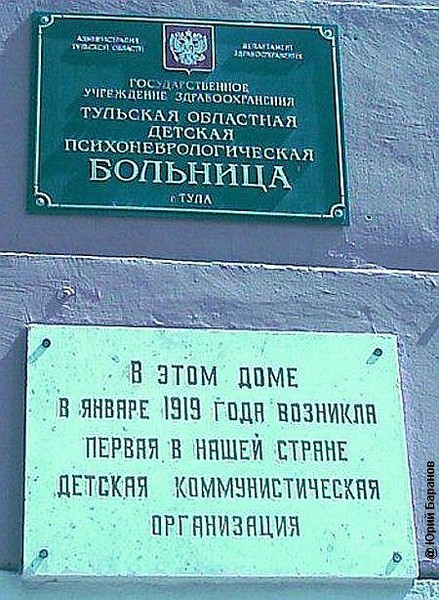 АДМИНИСТРАЦИЯ
ТУЛЬСКОЙ ОБЛАСТИ
ДЕПАРТАМЕНТ
ЗДРАВООХРАНЕНИЯ
ГОСУДАРСТВЕННОЕ
УЧРЕЖДЕНИЕ ЗДРАВООХРАНЕНИЯ
ТУЛЬСКАЯ ОБЛАСТНАЯ
ДЕТСКАЯ
ПСИХОНЕВРОЛОГИЧЕСКАЯ
БОЛЬНИЦА
г. ТУЛА
В ЭТОМ ДОМЕ
В ЯНВАРЕ 1919 ГОДА ВОЗНИКЛА
ПЕРВАЯ В НАШЕЙ СТРАНЕ
ДЕТСКАЯ КОММУНИСТИЧЕСКАЯ
ОРГАНИЗАЦИЯ
@ Юрий Баранов